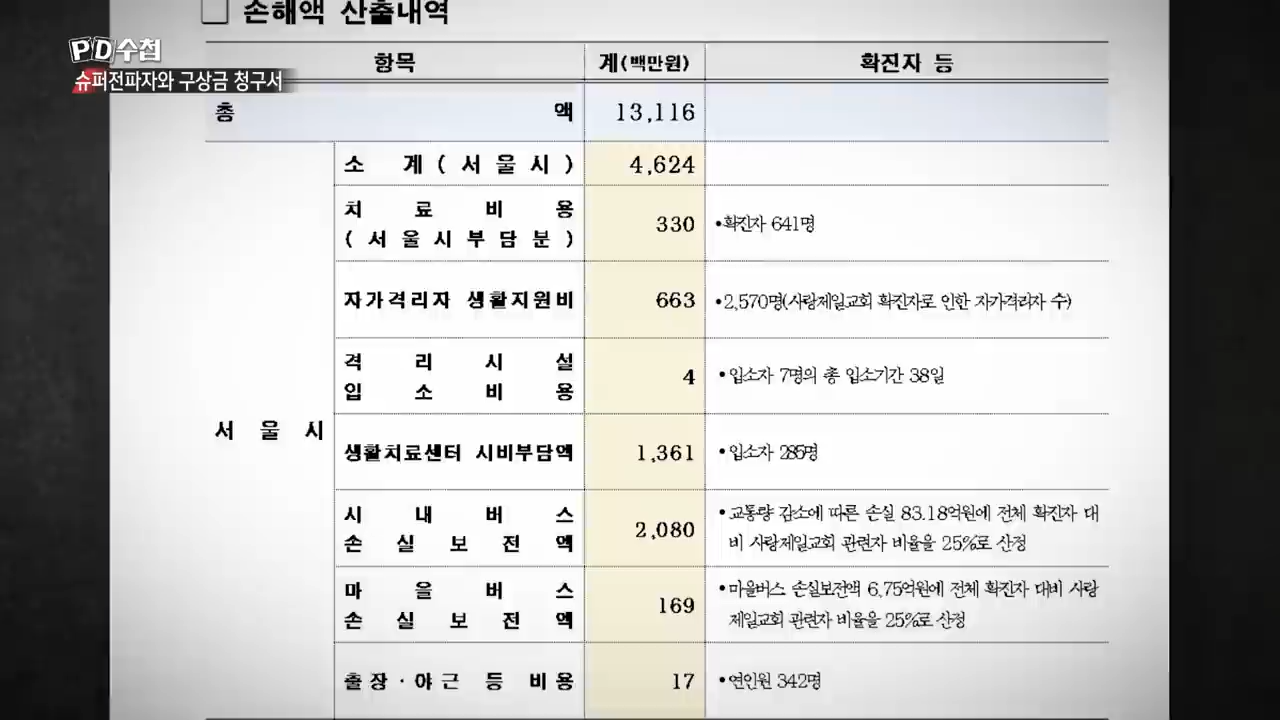 □ 손해액 산출내역
PD수첩
슈퍼전파자와 구상금 청구서
항목 계(백만원) 확진자 등
총 액 13,116
소 계(서울시) 4,624
치 료 비 용
(서울시부담분) 330 •확진자 641명
자가격리자 생활지원비 663 •2,570명(사랑제일교회 확진자로 인한 자가격리자 수)
격 리 시 설
입 소 비 용 4 •입소자 7명의 총 입소기간 38일
서 울 시
생활치료센터 시비부담액 1,361 •입소자 285명
시 내 버 스
손 실 보 전 액 2,080 •교통량 감소에 따른 손실 83.18억원에 전체 확진자 대
비 사랑제일교회 관련자 비율을 25%로 산정
마 을 버 스
손 실 보 전 액 169 •마을버스 손실보전액 6.75억원에 전체 확진자 대비 사랑
제일교회 관련자 비율을 25%로 산정
출장·야근 등 비용 17 •연인원 342명